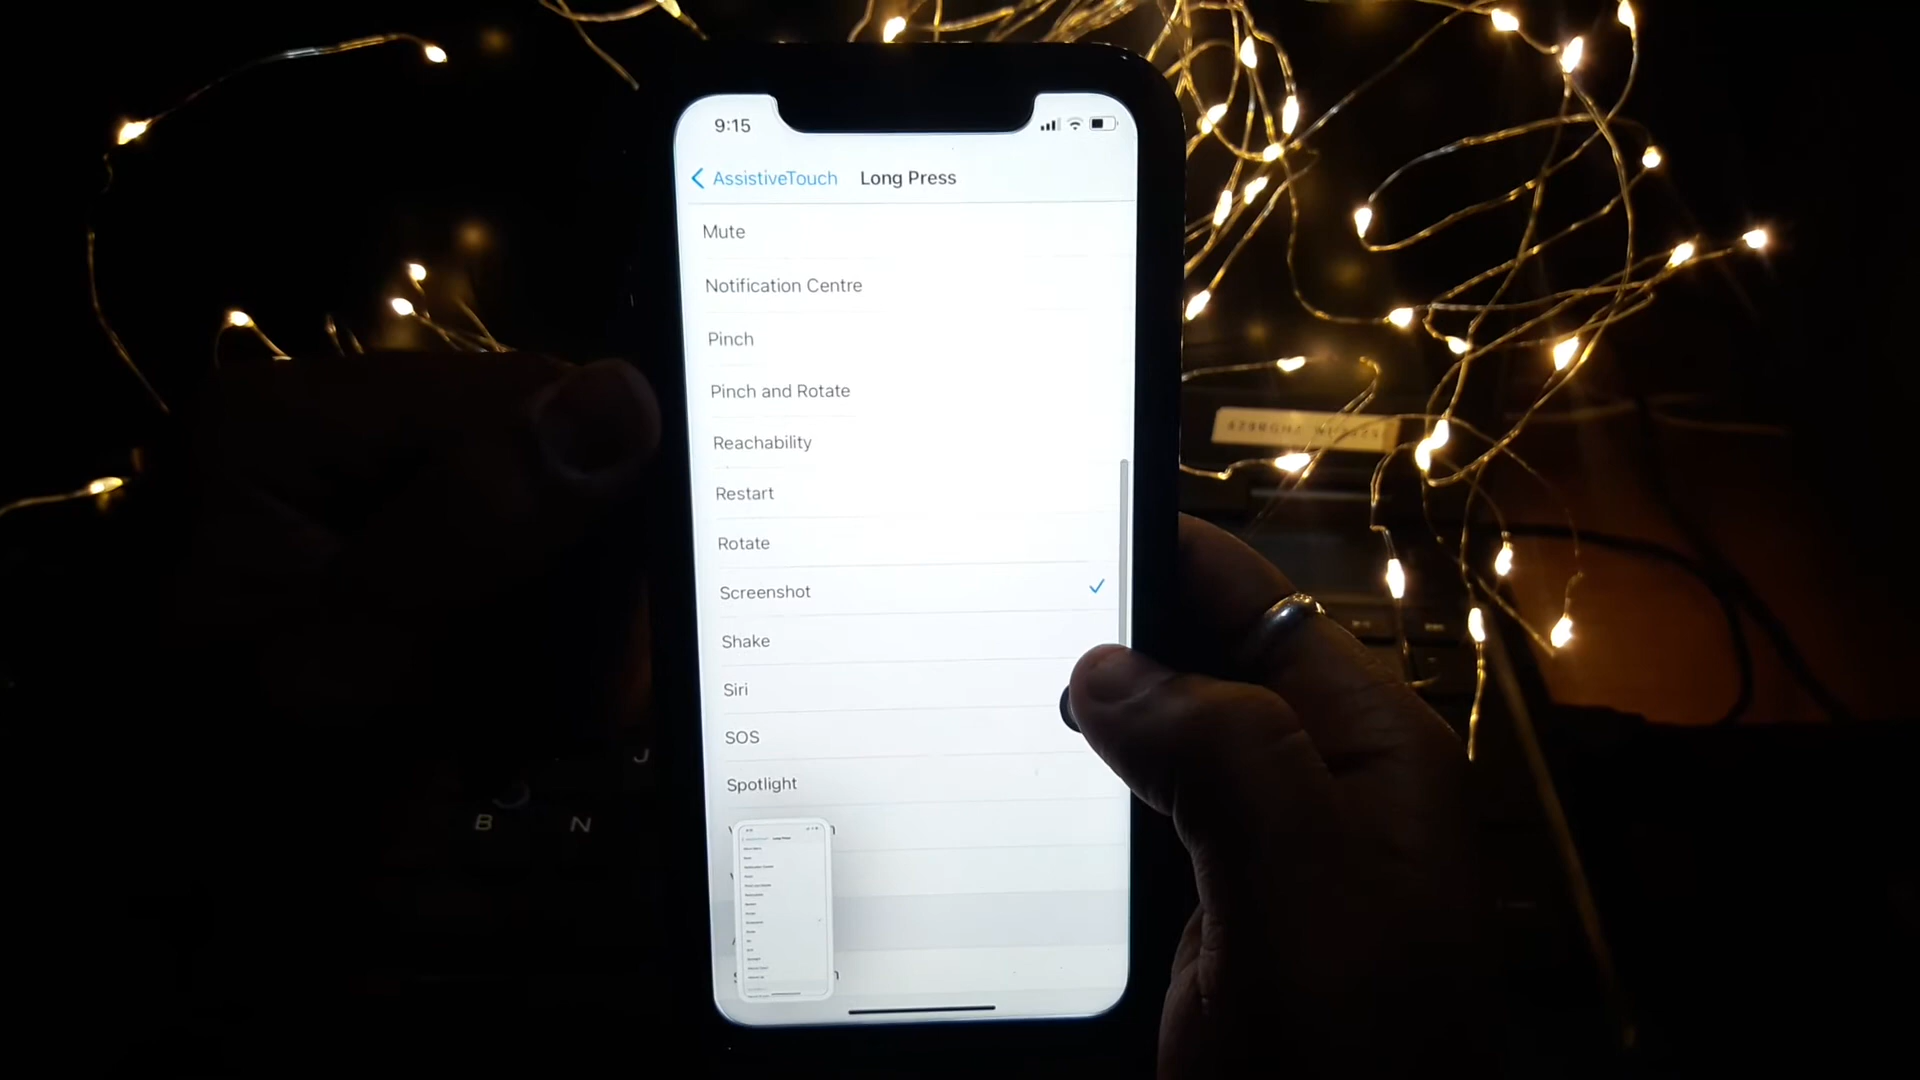 9:15
AssistiveTouch Long Press
Mute
Notification Centre
Pinch
Pinch and Rotate
Reachability
Restart
Rotate
Screenshot
Shake
Siri
SOS
Spotlight
J
B N